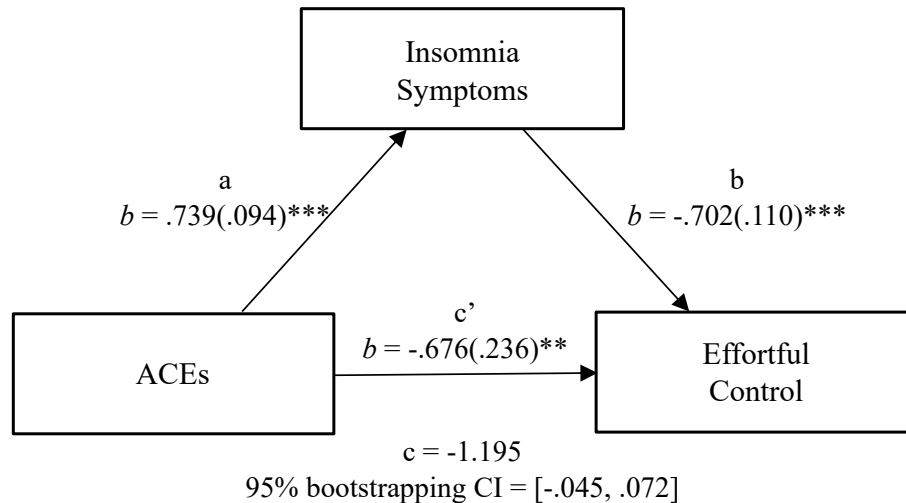 Insomnia
Symptoms
a
b = .739(.094)***
b
b = -.702(.110)***
c’
b = -.676(.236)**
ACEs
Effortful
Control
c = -1.195
95% bootstrapping CI = [-.045, .072]